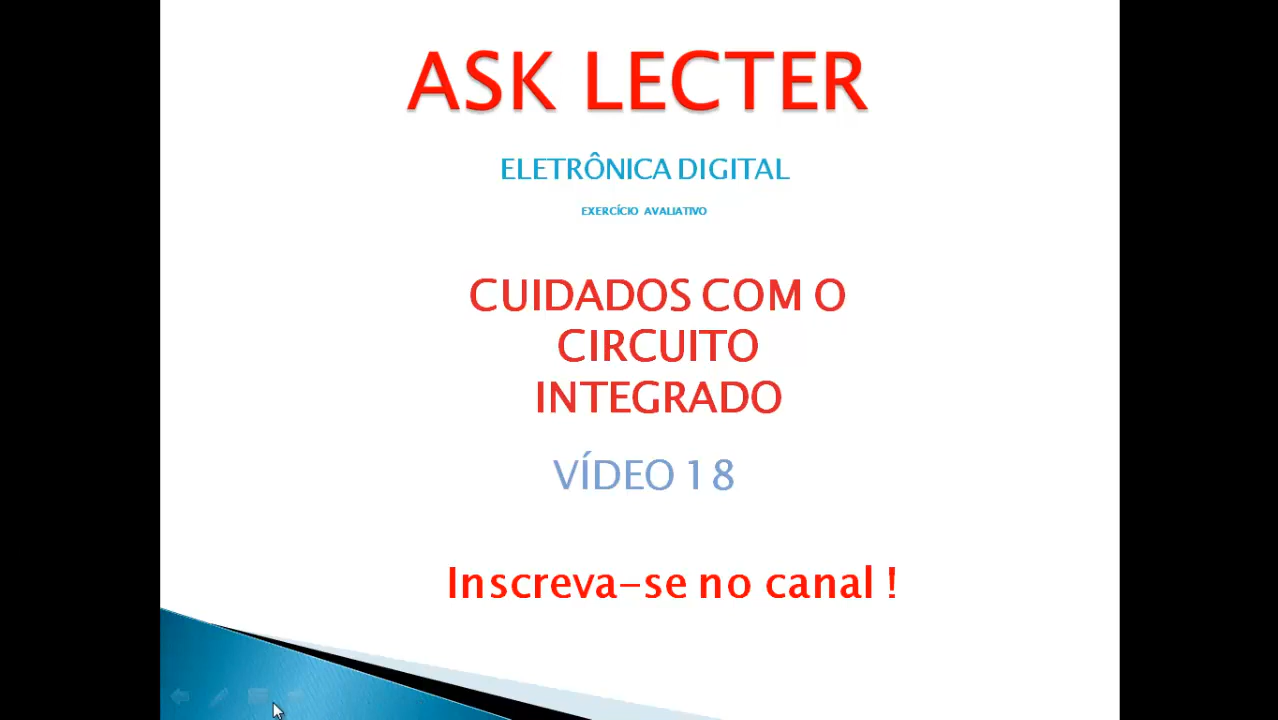 ASK LECTER
ELETRÔNICA DIGITAL
EXERCÍCIO AVALIATIVO
CUIDADOS COM O
CIRCUITO
INTEGRADO
VÍDEO 18
Inscreva-se no canal !